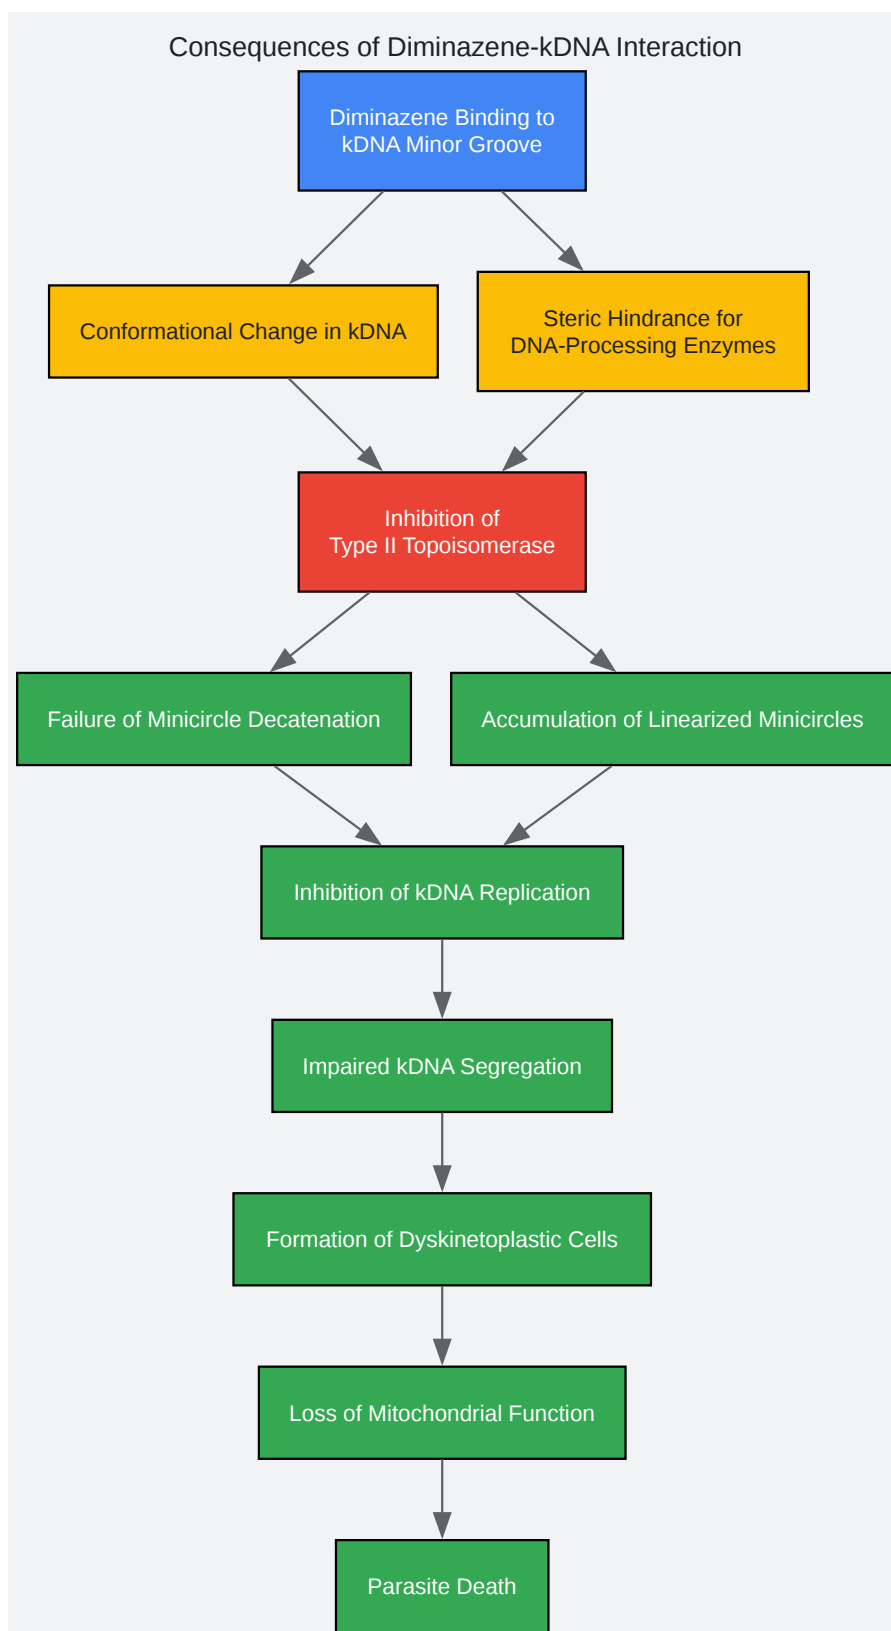 Consequences of Diminazene-kDNA Interaction
Diminazene Binding to
kDNA Minor Groove
Conformational Change in kDNA
Steric Hindrance for
DNA-Processing Enzymes
Inhibition of
Type II Topoisomerase
Failure of Minicircle Decatenation
Accumulation of Linearized Minicircles
Inhibition of kDNA Replication
Impaired kDNA Segregation
Formation of Dyskinetoplastic Cells
Loss of Mitochondrial Function
Parasite Death